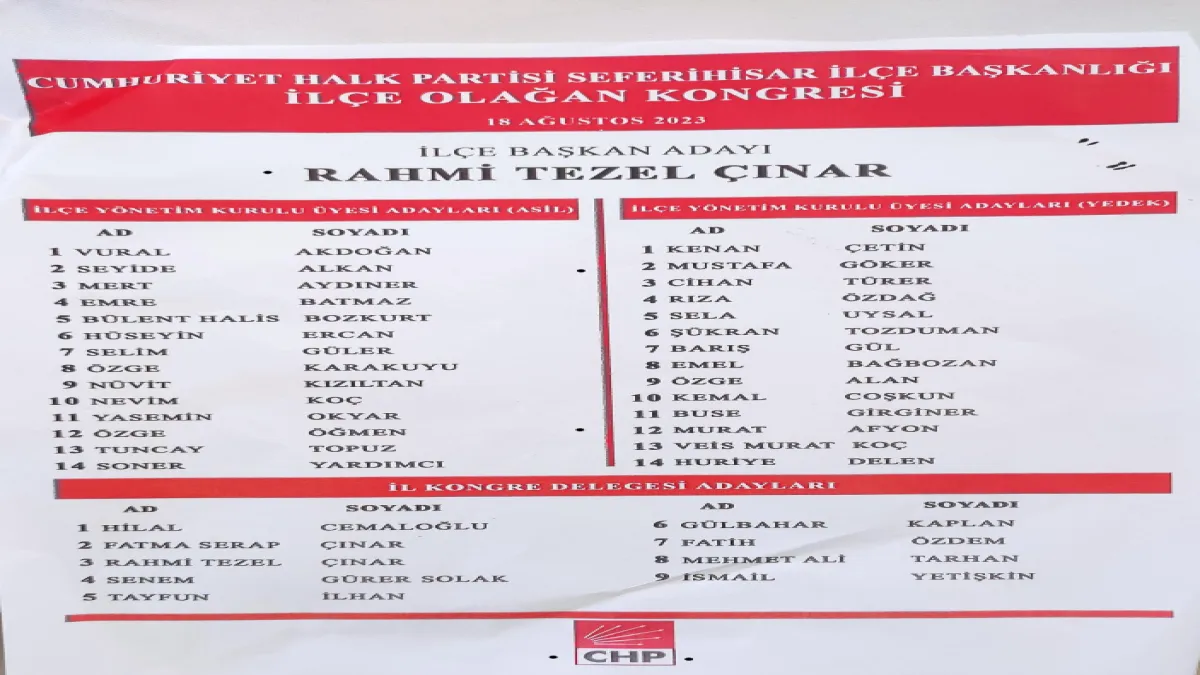 CUMHURİYET HALK PARTİSİ SEFERİHİSAR İLÇE BAŞKANLIĞI
İLÇE OLAĞAN KONGRESİ
18 AĞUSTOS 2023
İLÇE BAŞKAN ADAYI
RAHMİ TEZEL ÇINAR
İLÇE YÖNETİM KURULU ÜYESİ ADAYLARI (ASİL)
AD SOYADI
1 VURAL AKDOĞAN
2 SEYİDE ALKAN
3 MERT AYDINER
4 EMRE BATMAZ
5 BÜLENT HALİS BOZKURT
6 HÜSEYİN ERCAN
7 SELİM GÜLER
8 ÖZGE KARAKUYU
9 NÜVİT KIZILTAN
10 NEVİM KOÇ
11 YASEMİN OKYAR
12 ÖZGE ÖĞMEN
13 TUNCAY TOPUZ
14 SONER YARDIMCI
İLÇE YÖNETİM KURULU ÜYESİ ADAYLARI (YEDEK)
AD SOYADI
1 KENAN ÇETİN
2 MUSTAFA GÖKER
3 CİHAN TÜRER
4 RIZA ÖZDAĞ
5 SELA UYSAL
6 ŞÜKRAN TOZDUMAN
7 BARIŞ GÜL
8 EMEL BAĞBOZAN
9 ÖZGE ALAN
10 KEMAL COŞKUN
11 BUSE GİRGİNER
12 MURAT AFYON
13 VEIS MURAT KOÇ
14 HURİYE DELEN
İL KONGRE DELEGESİ ADAYLARI
AD SOYADI
1 HİLAL CEMALOĞLU
2 FATMA SERAP ÇINAR
3 RAHMİ TEZEL ÇINAR
4 SENEM GÜRER SOLAK
5 TAYFUN İLHAN
AD SOYADI
6 GÜLBAHAR KAPLAN
7 FATİH ÖZDEM
8 MEHMET ALİ TARHAN
9 İSMAİL YETİŞKİN
CHP